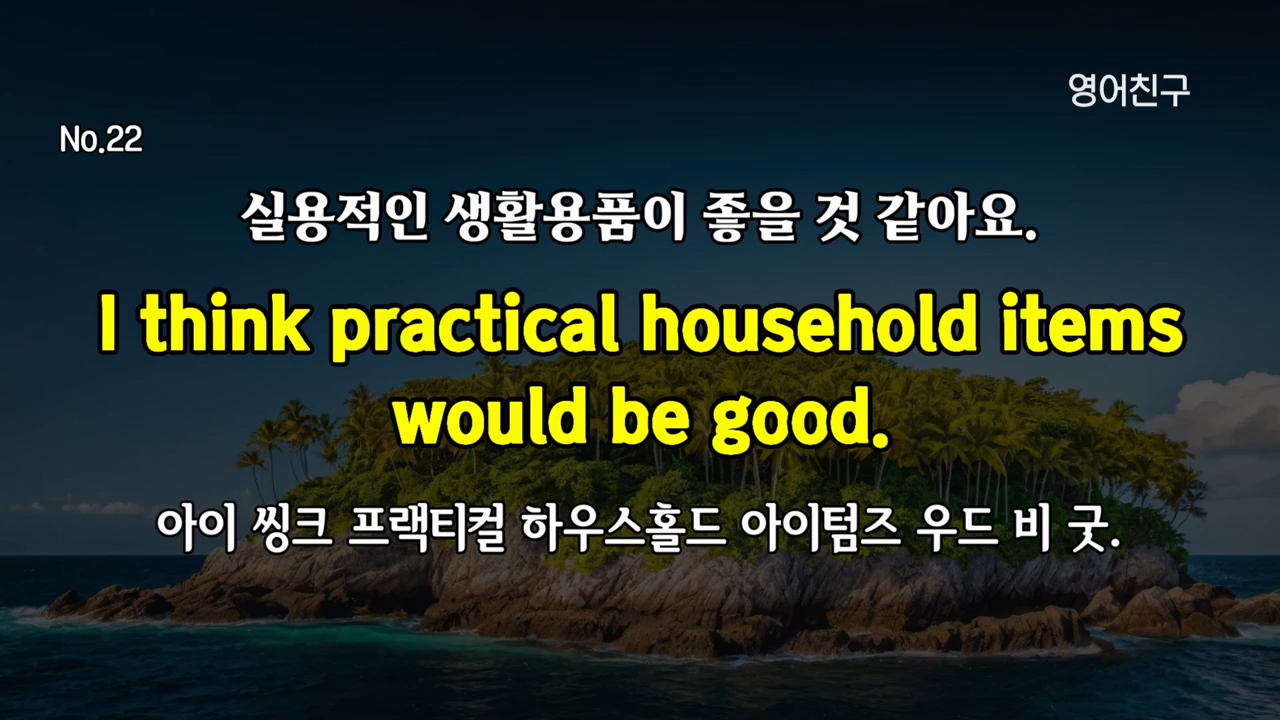 영어친구
No.22
실용적인 생활용품이 좋을 것 같아요.
I think practical household items
would be good.
아이 씽크 프랙티컬 하우스홀드 아이텀즈 우드 비 굿.